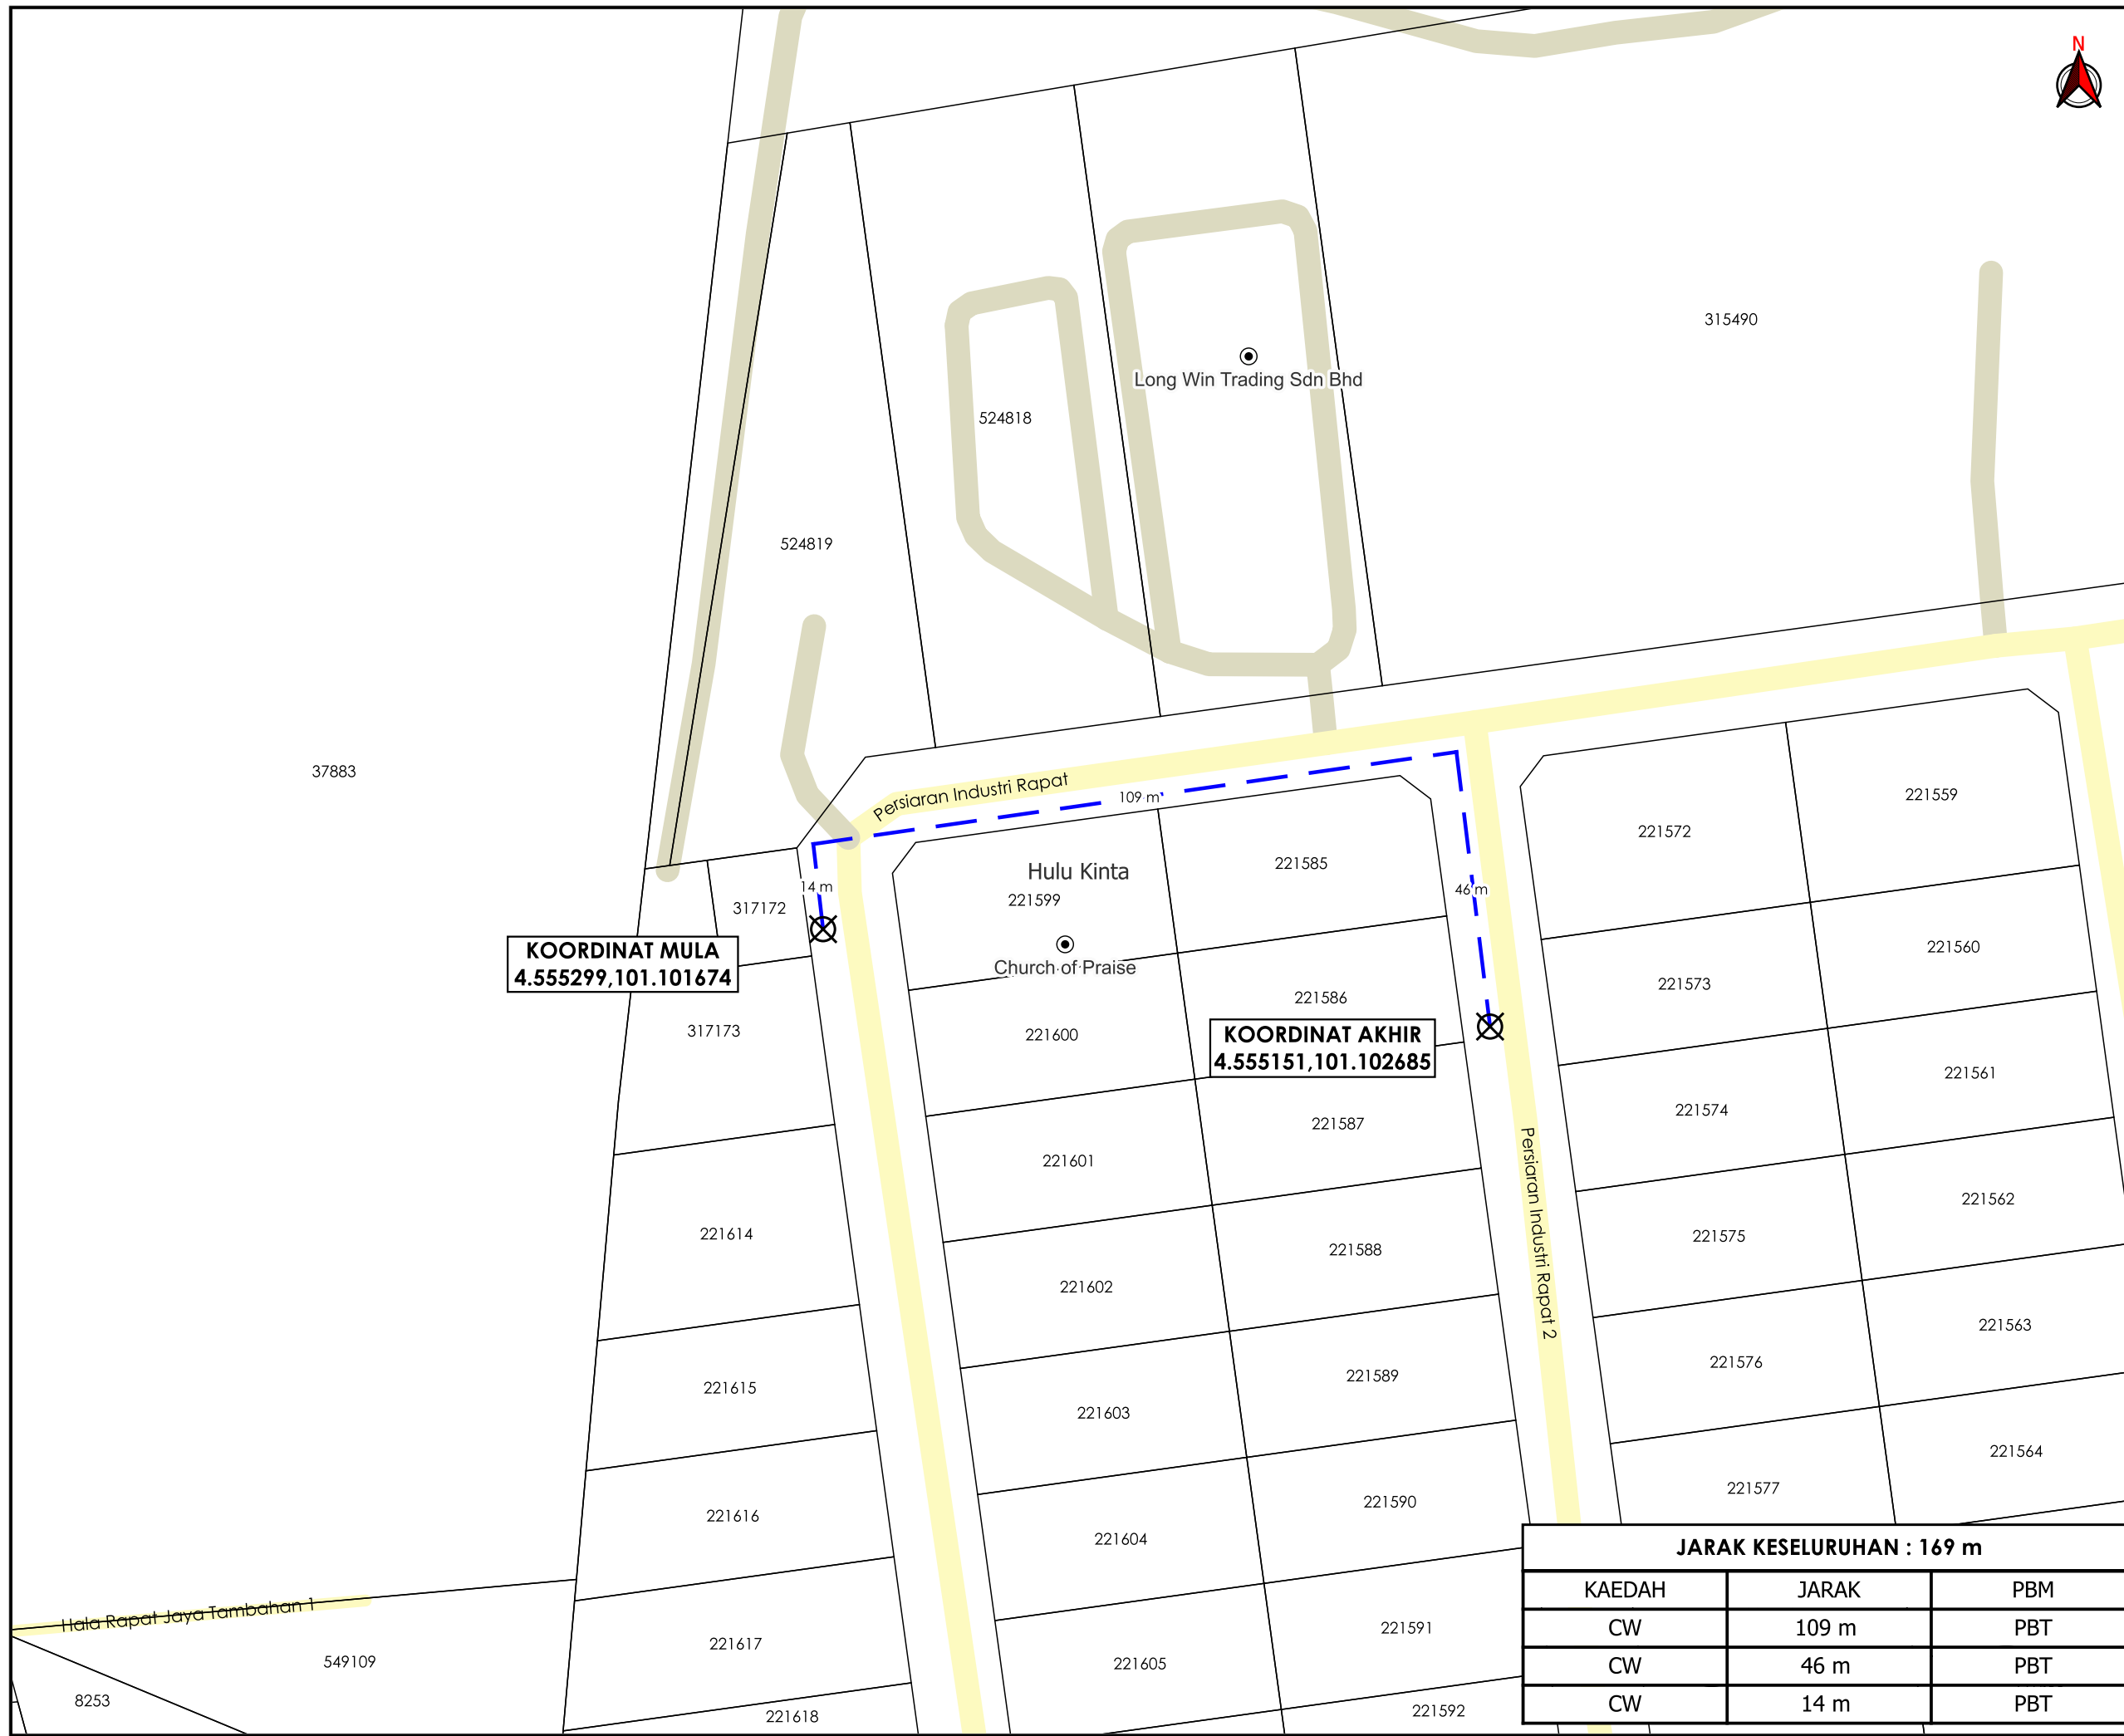 N
315490
Long Win Trading Sdn Bhd
524818
524819
37883
Persiaran Industri Rapat
109 m
221559
221572
221585
Hulu Kinta
221599
14 m
46 m
317172
KOORDINAT MULA
4.555299,101.101674
Church of Praise
221560
221573
221586
317173
221600
KOORDINAT AKHIR
4.555151,101.102685
221561
221574
221587
221601
Persiaran Industri Rapat 2
221562
221575
221614
221588
221602
221563
221576
221615
221589
221603
221564
221577
221616
221590
221604
Hala Rapat Jaya Tambahan 1
549109
8253
221617
221591
221605
221618
221592
JARAK KESELURUHAN : 169 m
KAEDAH JARAK PBM
CW 109 m PBT
CW 46 m PBT
CW 14 m PBT